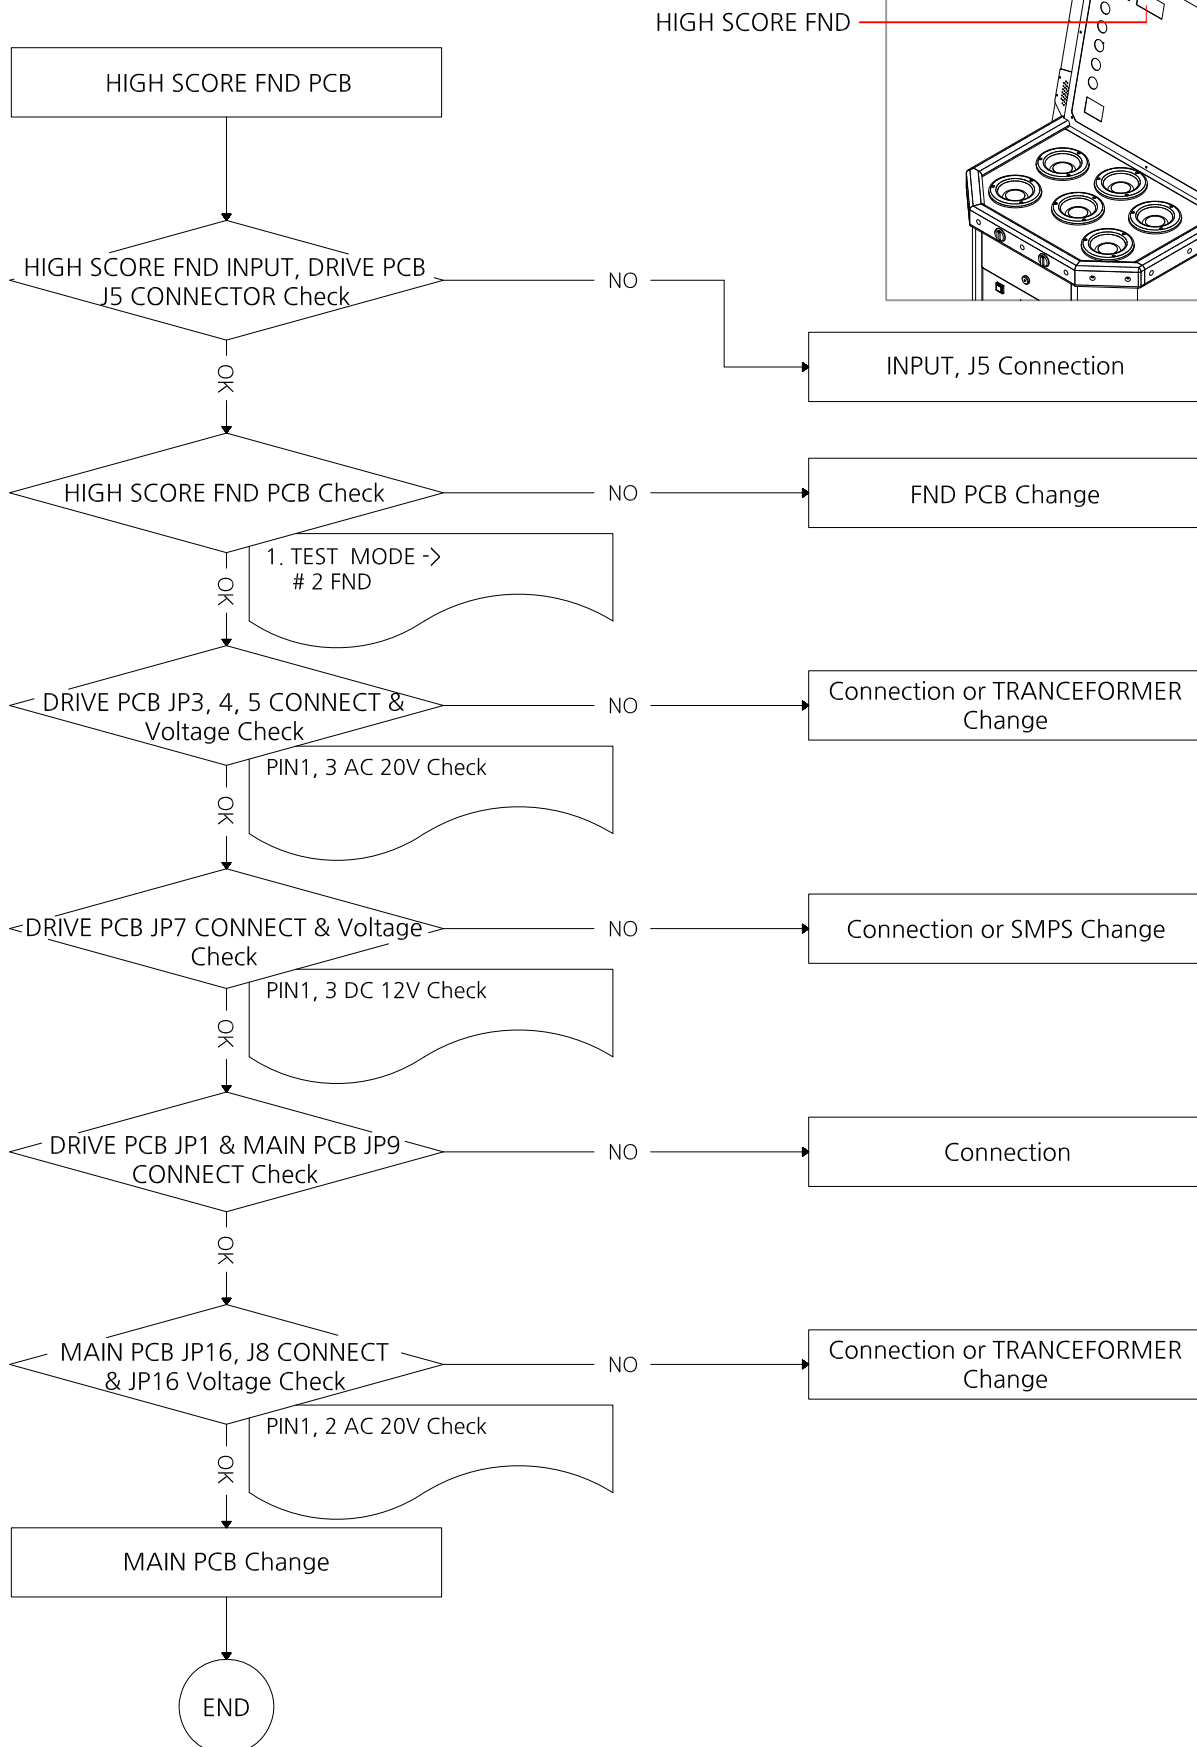 HIGH SCORE FND
HIGH SCORE FND PCB
HIGH SCORE FND INPUT, DRIVE PCB
J5 CONNECTOR Check
NO
INPUT, J5 Connection
OK
HIGH SCORE FND PCB Check
NO
FND PCB Change
1. TEST MODE ->
# 2 FND
OK
DRIVE PCB JP3, 4, 5 CONNECT &
Voltage Check
NO
Connection or TRANCEFORMER
Change
PIN1, 3 AC 20V Check
OK
DRIVE PCB JP7 CONNECT & Voltage
Check
NO
Connection or SMPS Change
PIN1, 3 DC 12V Check
OK
DRIVE PCB JP1 & MAIN PCB JP9
CONNECT Check
NO
Connection
OK
MAIN PCB JP16, J8 CONNECT
& JP16 Voltage Check
NO
Connection or TRANCEFORMER
Change
PIN1, 2 AC 20V Check
OK
MAIN PCB Change
END